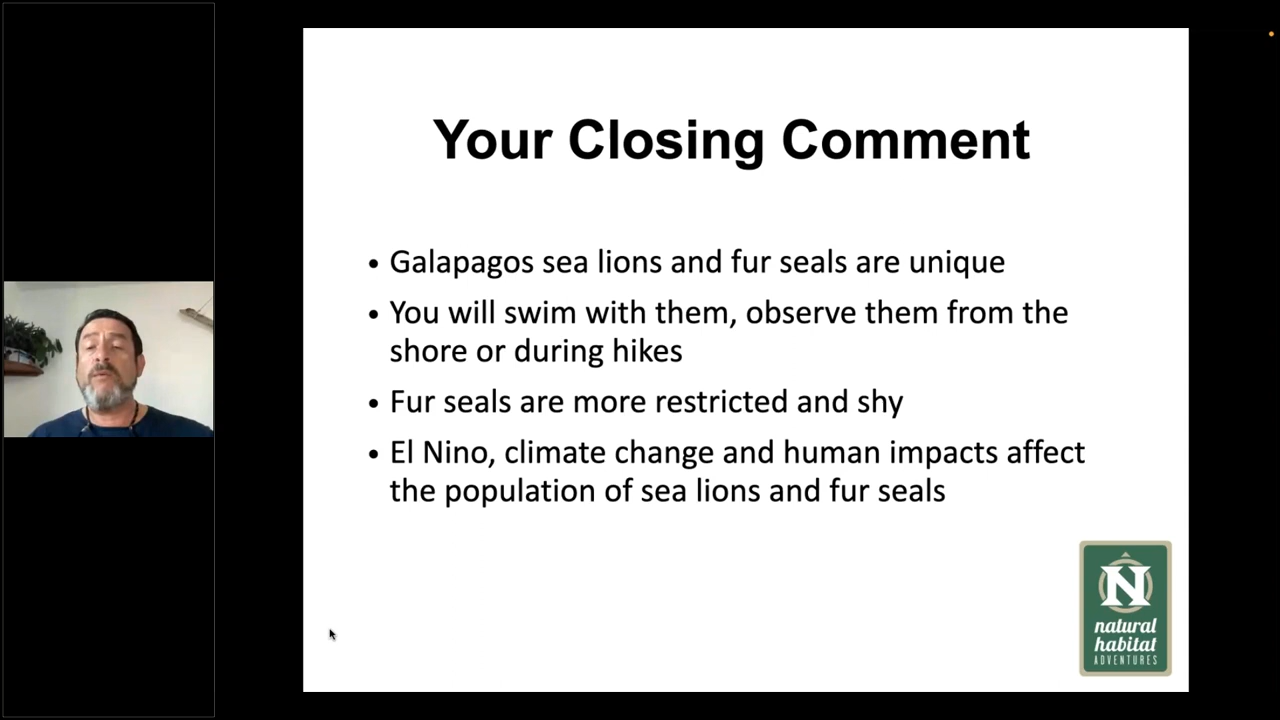 Your Closing Comment
• Galapagos sea lions and fur seals are unique
• You will swim with them, observe them from the
shore or during hikes
• Fur seals are more restricted and shy
• El Nino, climate change and human impacts affect
the population of sea lions and fur seals
N
natural
habitat
ADVENTURES